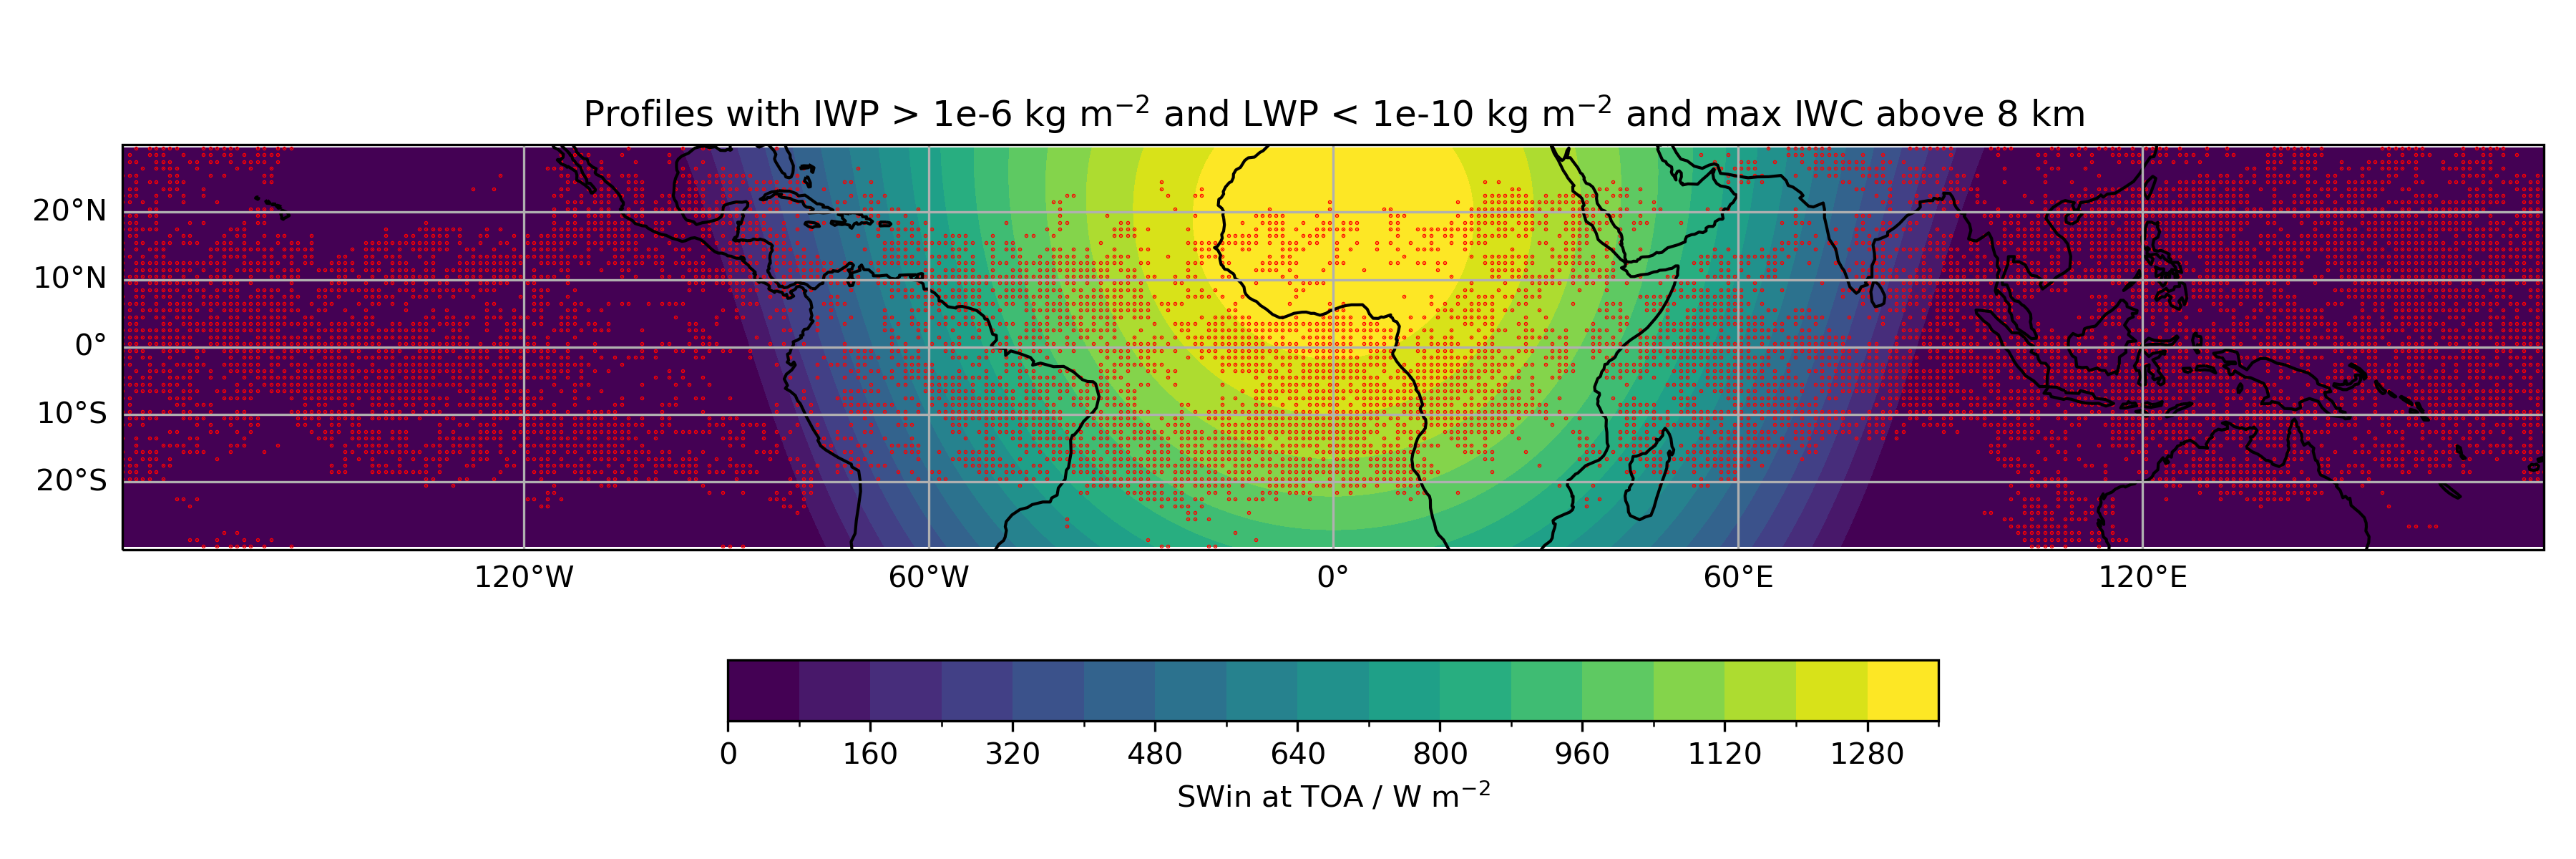 Profiles with IWP > 1e-6 kg m⁻² and LWP < 1e-10 kg m⁻² and max IWC above 8 km
20°N
10°N
0°
10°S
20°S
120°W 60°W 0° 60°E 120°E
0 160 320 480 640 800 960 1120 1280
SWin at TOA / W m⁻²